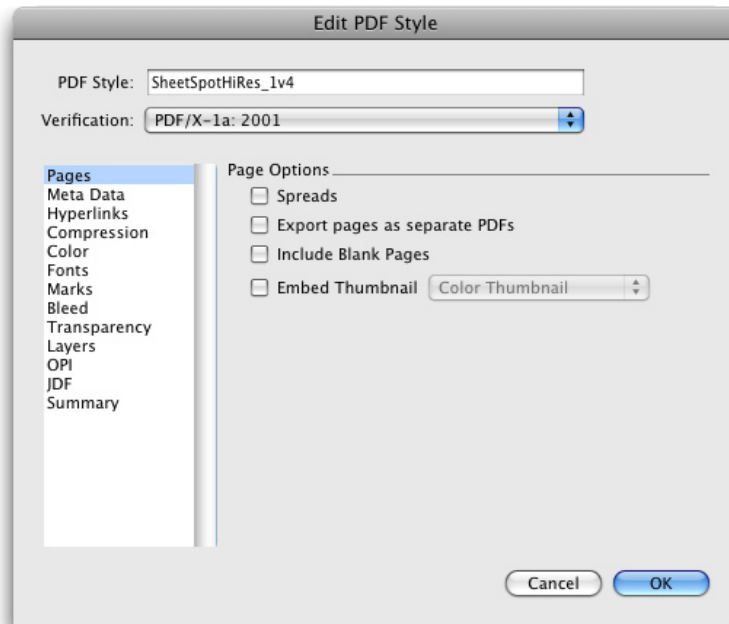 Edit PDF Style
PDF Style: SheetSpotHiRes_1v4
Verification: PDF/X-1a: 2001
Pages
Meta Data
Hyperlinks
Compression
Color
Fonts
Marks
Bleed
Transparency
Layers
OPI
JDF
Summary
Page Options
Spreads
Export pages as separate PDFs
Include Blank Pages
Embed Thumbnail Color Thumbnail
Cancel OK